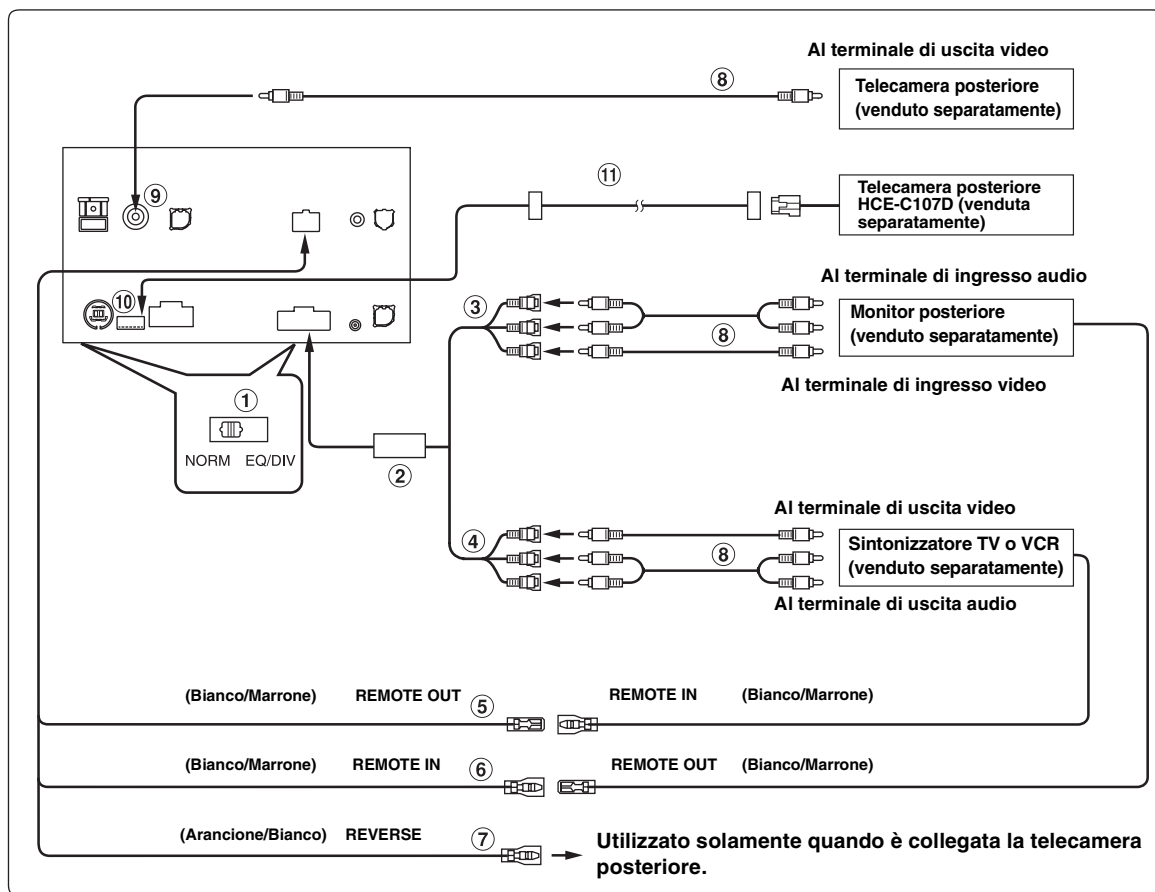 Al terminale di uscita video
⑧
Telecamera posteriore
(venduto separatamente)
⑨
⑪
Telecamera posteriore
HCE-C107D (venduta
separatamente)
Al terminale di ingresso audio
⑩
③
Monitor posteriore
(venduto separatamente)
⑧
Al terminale di ingresso video
①
NORM EQ/DIV
②
Al terminale di uscita video
④
⑧
Sintonizzatore TV o VCR
(venduto separatamente)
Al terminale di uscita audio
(Bianco/Marrone) REMOTE OUT ⑤ REMOTE IN (Bianco/Marrone)
(Bianco/Marrone) REMOTE IN ⑥ REMOTE OUT (Bianco/Marrone)
(Arancione/Bianco) REVERSE ⑦
Utilizzato solamente quando è collegata la telecamera
posteriore.